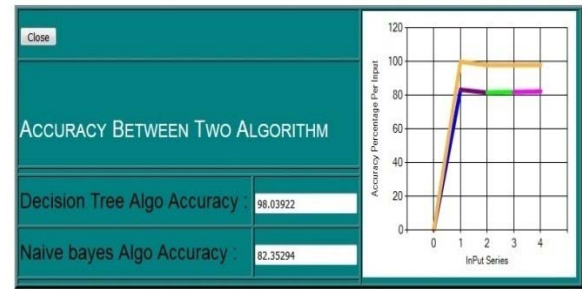 Close
ACCURACY BETWEEN TWO ALGORITHM
Decision Tree Algo Accuracy :
98.03922
Naive bayes Algo Accuracy :
82.35294
Accuracy Percentage Per Input
120
100
80
60
40
20
0
0 1 2 3 4
InPut Series